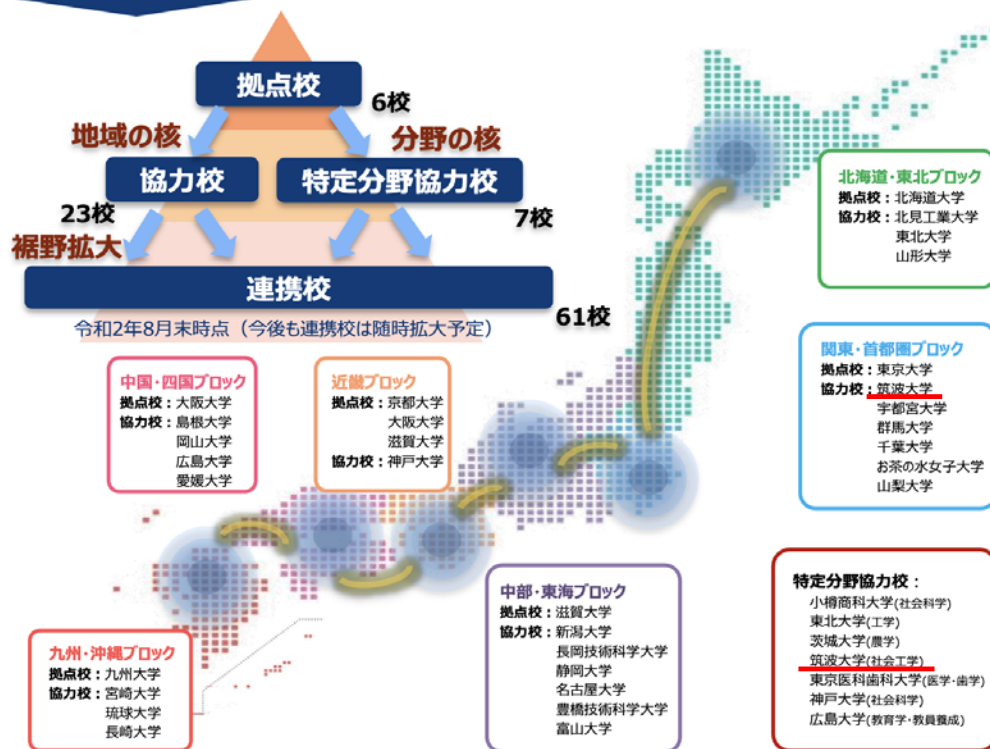 拠点校
6校
地域の核
分野の核
協力校
特定分野協力校
23校
7校
裾野拡大
連携校
61校
令和2年8月末時点（今後も連携校は随時拡大予定）
北海道・東北ブロック
拠点校：北海道大学
協力校：北見工業大学
東北大学
山形大学
関東・首都圏ブロック
拠点校：東京大学
協力校：筑波大学
宇都宮大学
群馬大学
千葉大学
お茶の水女子大学
山梨大学
中国・四国ブロック
拠点校：大阪大学
協力校：島根大学
岡山大学
広島大学
愛媛大学
近畿ブロック
拠点校：京都大学
大阪大学
滋賀大学
協力校：神戸大学
中部・東海ブロック
拠点校：滋賀大学
協力校：新潟大学
長岡技術科学大学
静岡大学
名古屋大学
豊橋技術科学大学
富山大学
特定分野協力校：
小樽商科大学(社会科学)
東北大学(工学)
茨城大学(農学)
筑波大学(社会工学)
東京医科歯科大学(医学・歯学)
神戸大学(社会科学)
広島大学(教育学・教員養成)
九州・沖縄ブロック
拠点校：九州大学
協力校：宮崎大学
琉球大学
長崎大学